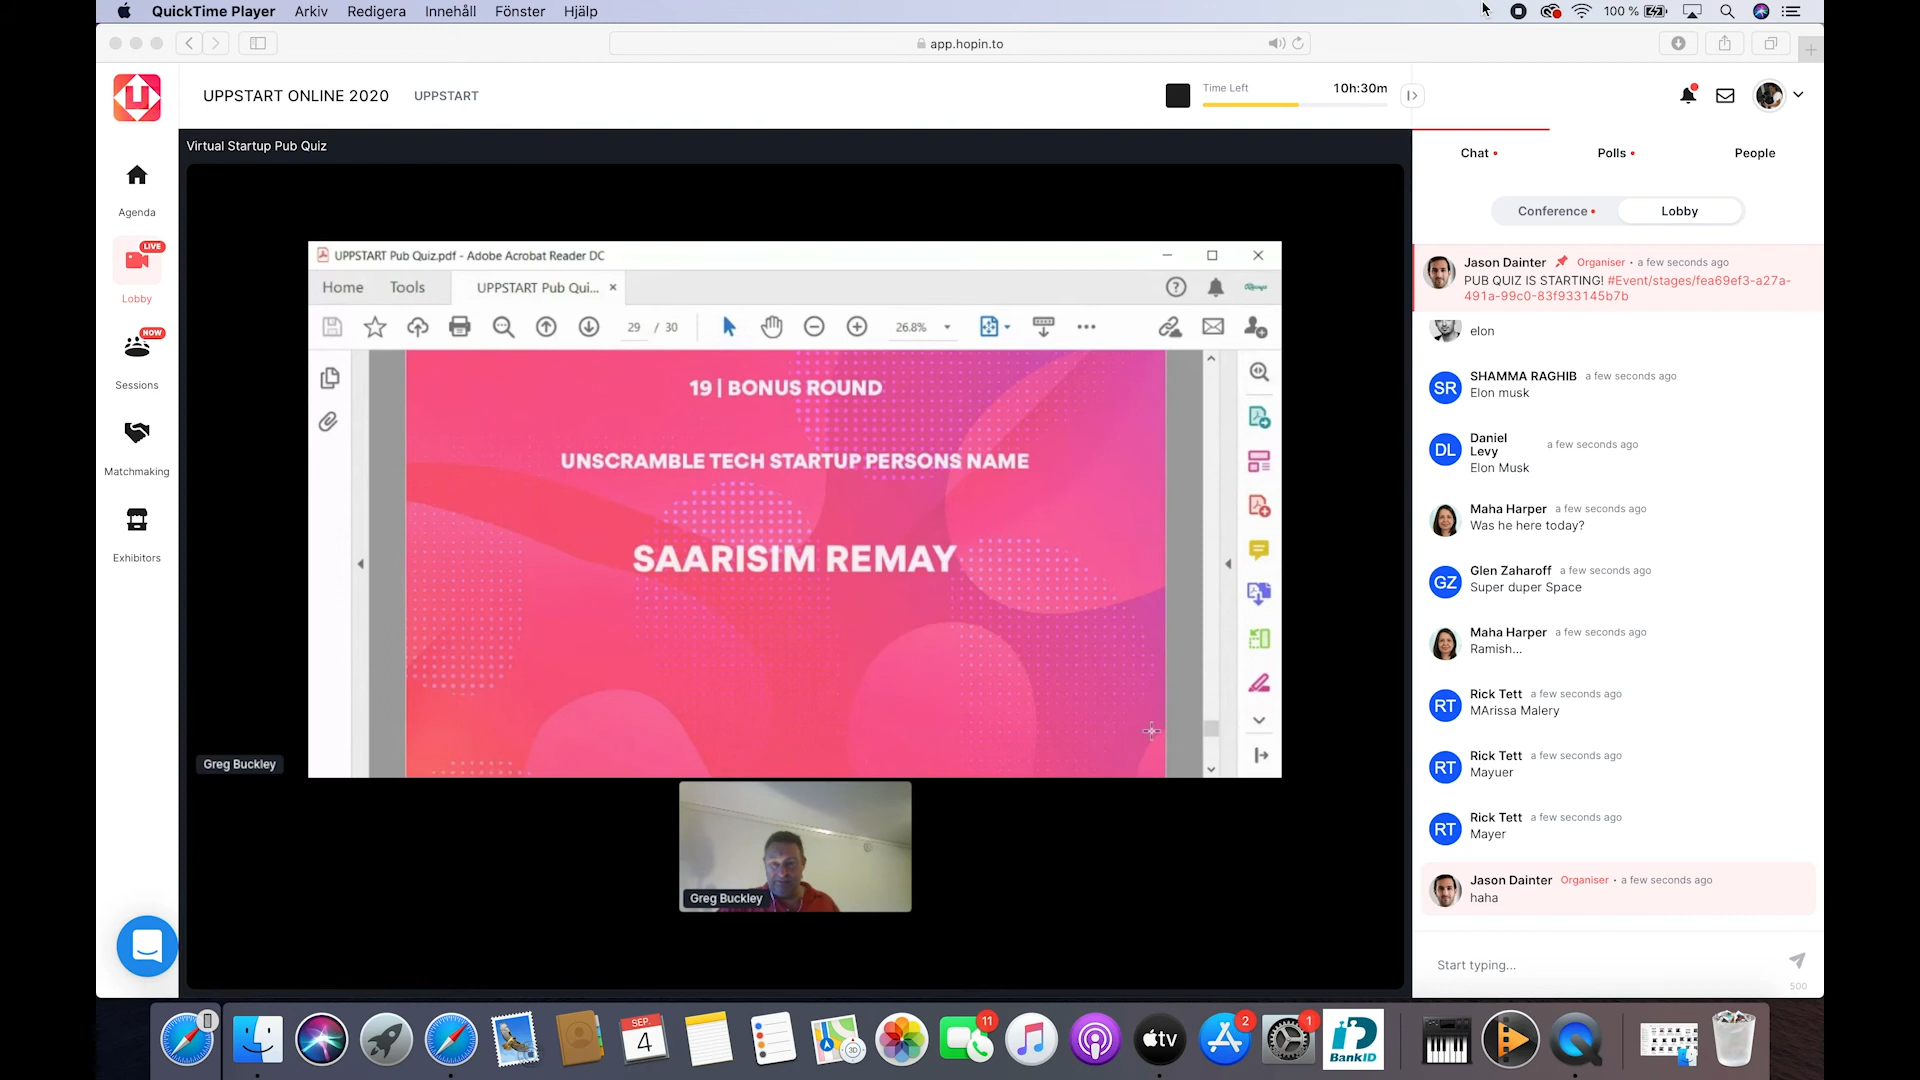 QuickTime Player Arkiv Redigera Innehåll Fönster Hjälp
100 %
app.hopin.to
UPPSTART ONLINE 2020 UPPSTART
Time Left 10h:30m
Agenda
LIVE
Lobby
NOW
Sessions
Matchmaking
Exhibitors
Virtual Startup Pub Quiz
UPPSTART Pub Quiz.pdf - Adobe Acrobat Reader DC
Home Tools UPPSTART Pub Qui... ×
29 / 30
26.8%
19 | BONUS ROUND
UNSCRAMBLE TECH STARTUP PERSONS NAME
SAARISIM REMAY
Greg Buckley
Greg Buckley
Chat • Polls • People
Conference • Lobby
Jason Dainter Organiser • a few seconds ago
PUB QUIZ IS STARTING! #Event/stages/fea69ef3-a27a-
491a-99c0-83f933145b7b
elon
SR
SHAMMA RAGHIB a few seconds ago
Elon musk
DL
Daniel
Levy
a few seconds ago
Elon Musk
Maha Harper a few seconds ago
Was he here today?
GZ
Glen Zaharoff a few seconds ago
Super duper Space
Maha Harper a few seconds ago
Ramish...
RT
Rick Tett a few seconds ago
MArissa Malery
RT
Rick Tett a few seconds ago
Mayuer
RT
Rick Tett a few seconds ago
Mayer
Jason Dainter Organiser • a few seconds ago
haha
Start typing...
500
SEP.
4
3D
11
tv
2
1
BankID